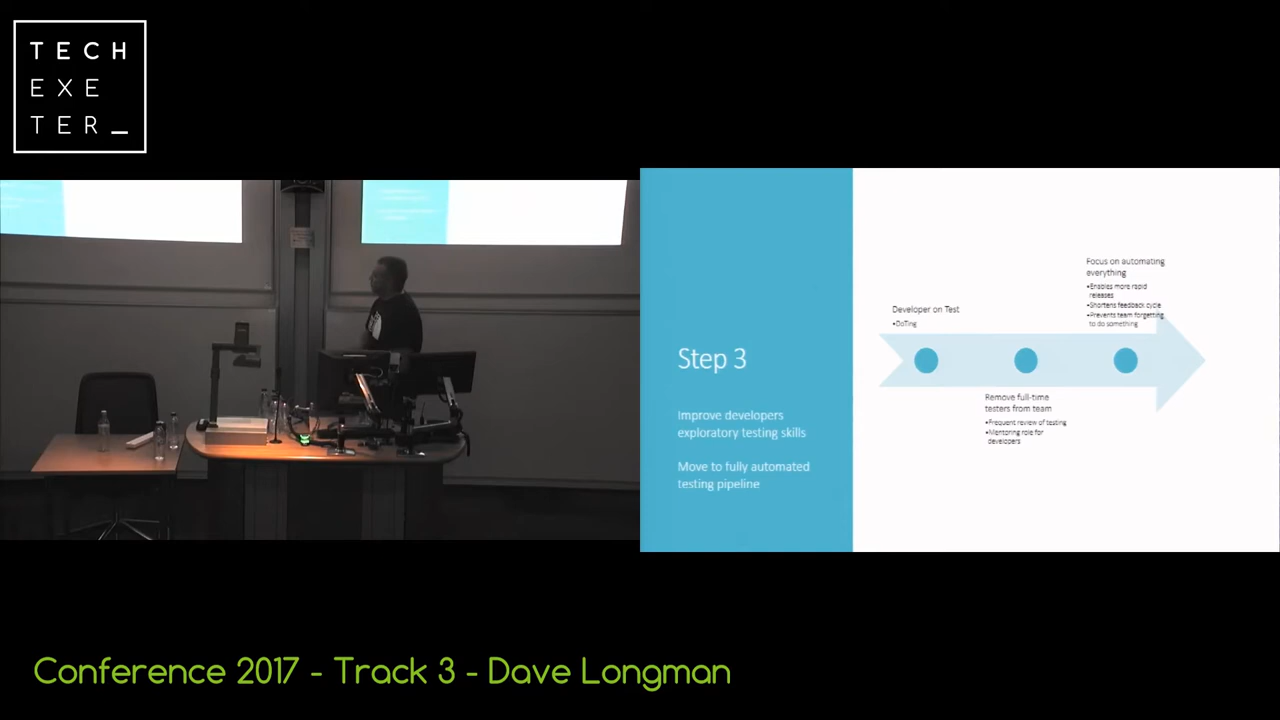 TECH
EXE
TER_
Step 3
Improve developers
exploratory testing skills
Move to fully automated
testing pipeline
Developer on Test
•DoTing
Remove full-time
testers from team
•Frequent review of testing
•Mentoring role for
developers
Focus on automating
everything
•Enables more rapid
releases
•Shortens feedback cycle
•Prevents team forgetting
to do something
Conference 2017 - Track 3 - Dave Longman